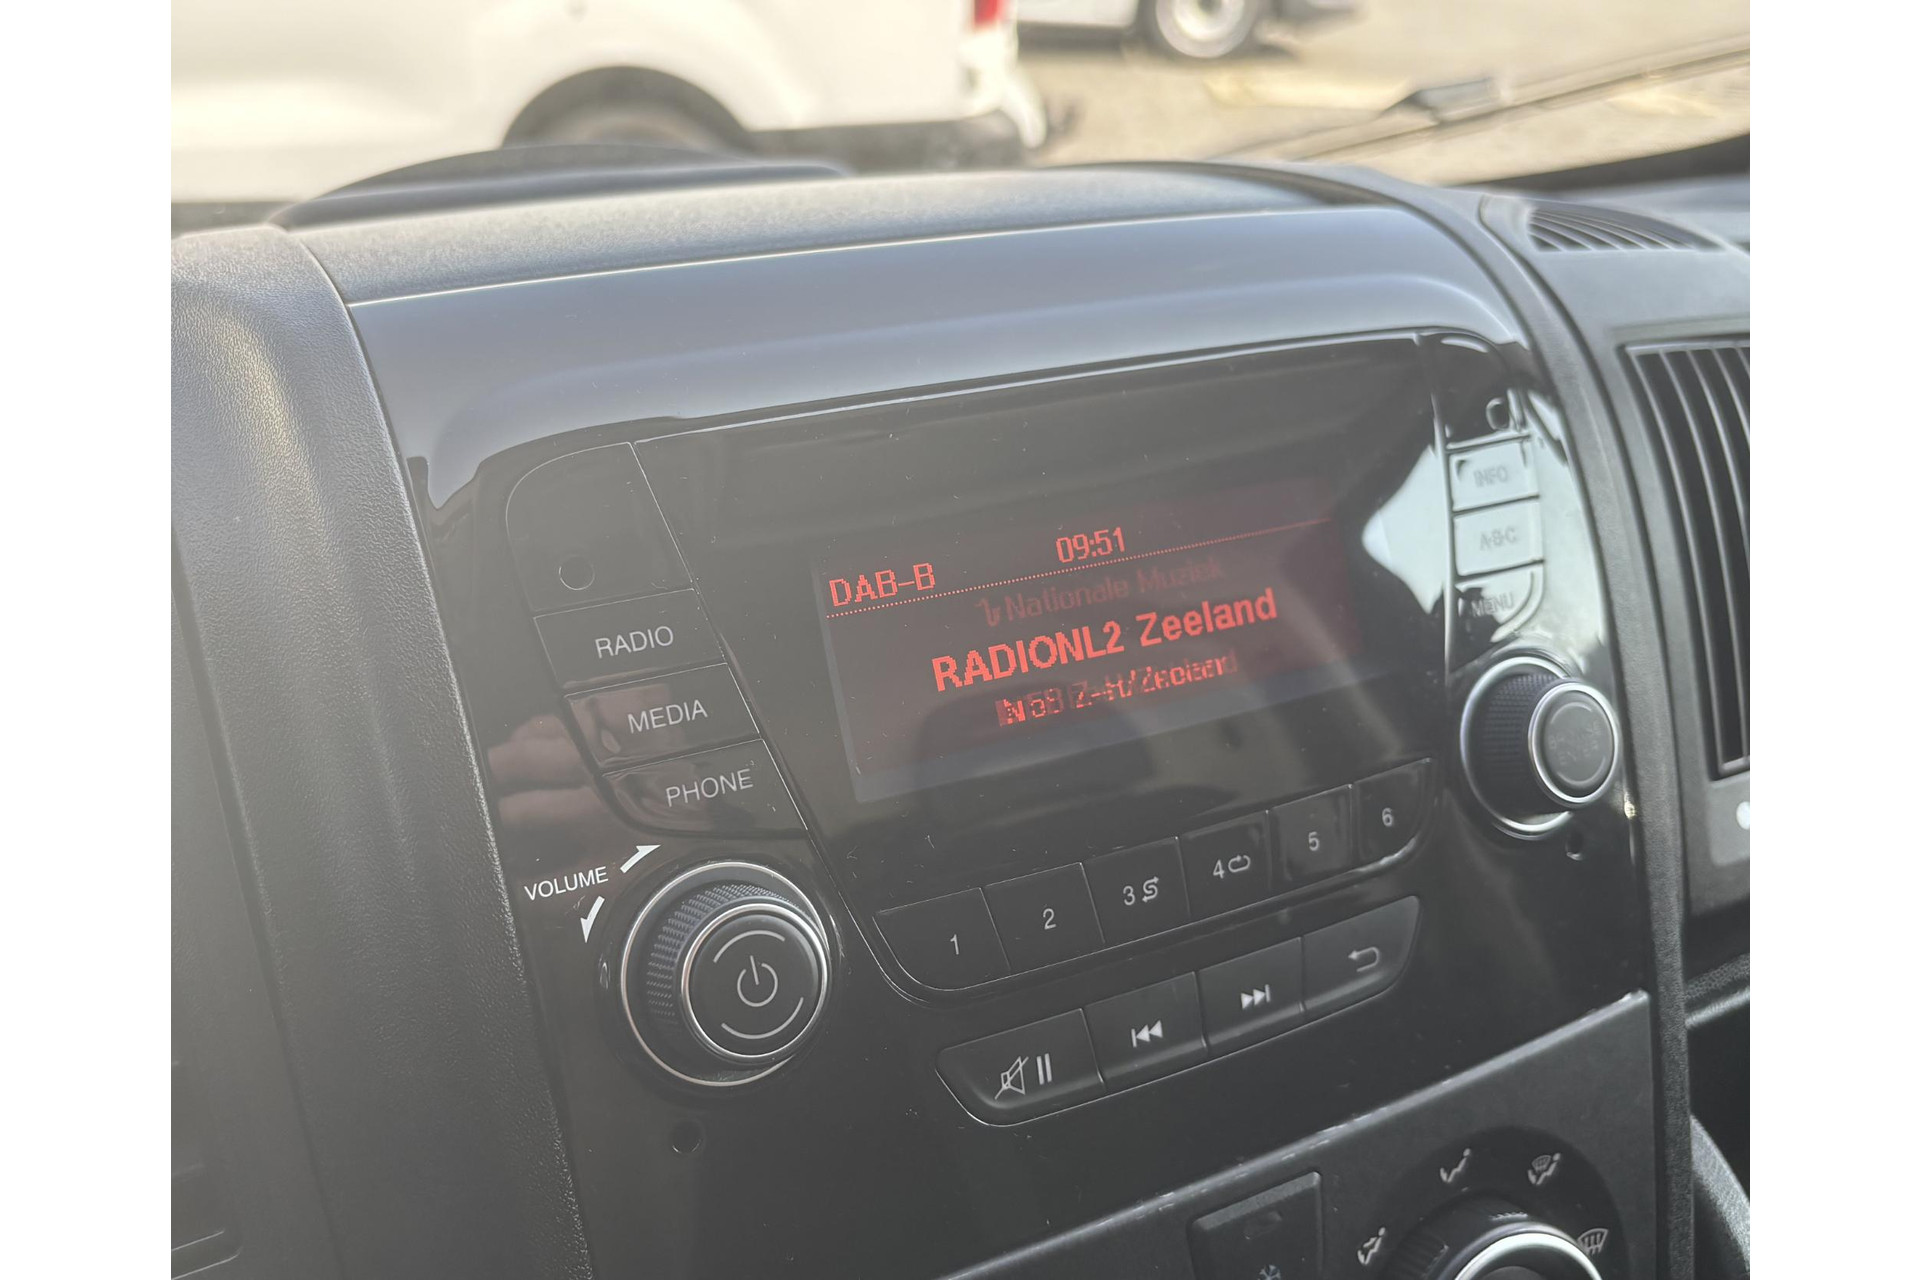 DAB-B 09:51
Nationale Muziek
RADIONL2 Zeeland
Z-H/Zeeland
RADIO
MEDIA
PHONE
VOLUME
INFO
A-B-C
MENU
1 2 3 4 5 6